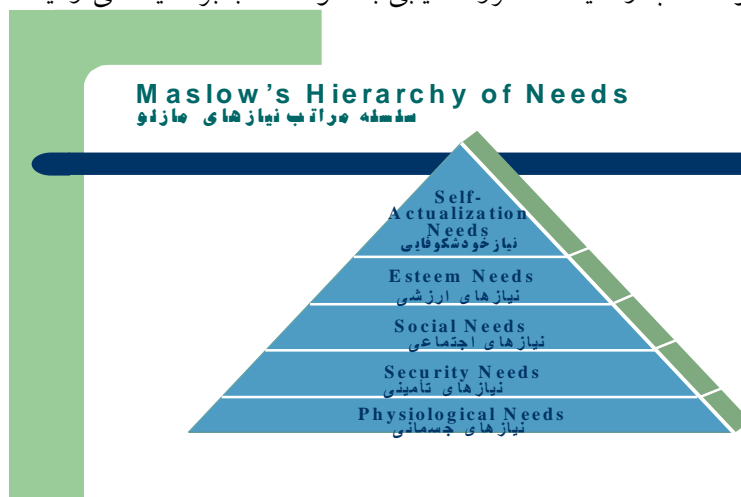 Maslow's Hierarchy of Needs
سلسله مراتب نیازهای مازلو
Self-
Actualization
Needs
نیاز خودشکوفایی
Esteem Needs
نیازهای ارزشی
Social Needs
نیازهای اجتماعی
Security Needs
نیازهای تامینی
Physiological Needs
نیازهای جسمانی